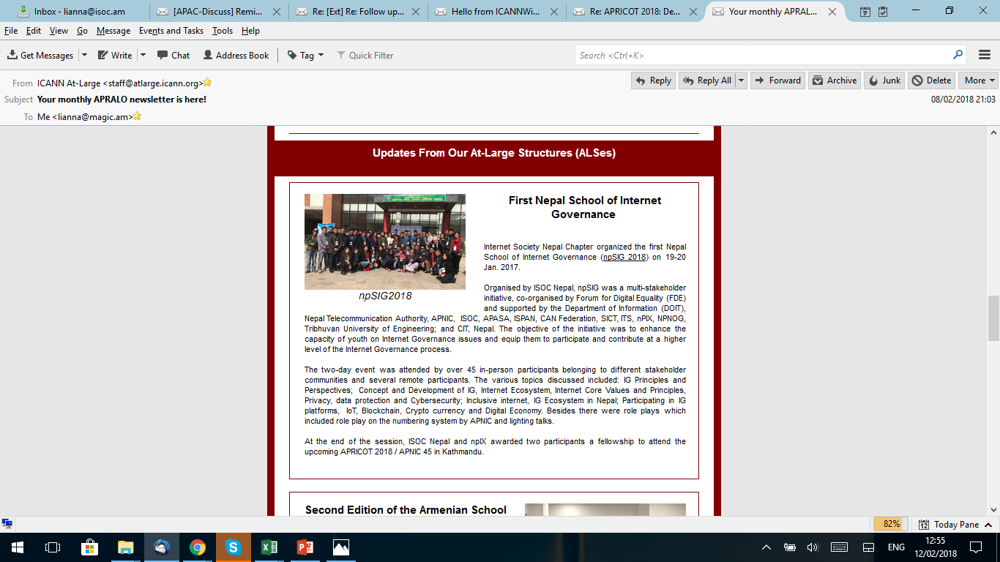 Inbox - lianna@isoc.am
[APAC-Discuss] Remi...
Re: [Ext] Re: Follow up...
Hello from ICANNWi...
Re: APRICOT 2018: De...
Your monthly APRAL...
File Edit View Go Message Events and Tasks Tools Help
Get Messages Write Chat Address Book Tag Quick Filter
Search <Ctrl+K>
From ICANN At-Large <staff@atlarge.icann.org>
Reply Reply All Forward Archive Junk Delete More
Subject Your monthly APRALO newsletter is here!
08/02/2018 21:03
To Me <lianna@magic.am>
Updates From Our At-Large Structures (ALSes)
npSIG2018
First Nepal School of Internet
Governance
Internet Society Nepal Chapter organized the first Nepal
School of Internet Governance (npSIG 2018) on 19-20
Jan. 2017.
Organised by ISOC Nepal, npSIG was a multi-stakeholder
initiative, co-organised by Forum for Digital Equality (FDE)
and supported by the Department of Information (DOIT),
Nepal Telecommunication Authority, APNIC, ISOC, APASA, ISPAN, CAN Federation, SICT, ITS, nPIX, NPNOG,
Tribhuvan University of Engineering; and CIT, Nepal. The objective of the initiative was to enhance the
capacity of youth on Internet Governance issues and equip them to participate and contribute at a higher
level of the Internet Governance process.
The two-day event was attended by over 45 in-person participants belonging to different stakeholder
communities and several remote participants. The various topics discussed included: IG Principles and
Perspectives; Concept and Development of IG, Internet Ecosystem, Internet Core Values and Principles,
Privacy, data protection and Cybersecurity; Inclusive internet, IG Ecosystem in Nepal; Participating in IG
platforms, IoT, Blockchain, Crypto currency and Digital Economy. Besides there were role plays which
included role play on the numbering system by APNIC and lighting talks.
At the end of the session, ISOC Nepal and npIX awarded two participants a fellowship to attend the
upcoming APRICOT 2018 / APNIC 45 in Kathmandu.
Second Edition of the Armenian School
82%
12 Today Pane
ENG
12:55
12/02/2018